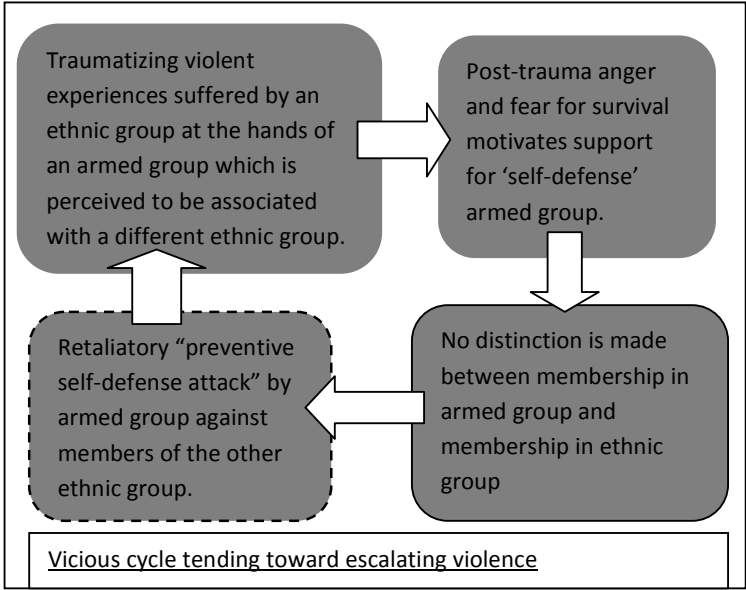 Traumatizing violent
experiences suffered by an
ethnic group at the hands of
an armed group which is
perceived to be associated
with a different ethnic group.
Post-trauma anger
and fear for survival
motivates support
for ‘self-defense’
armed group.
No distinction is made
between membership in
armed group and
membership in ethnic
group
Retaliatory “preventive
self-defense attack” by
armed group against
members of the other
ethnic group.
Vicious cycle tending toward escalating violence